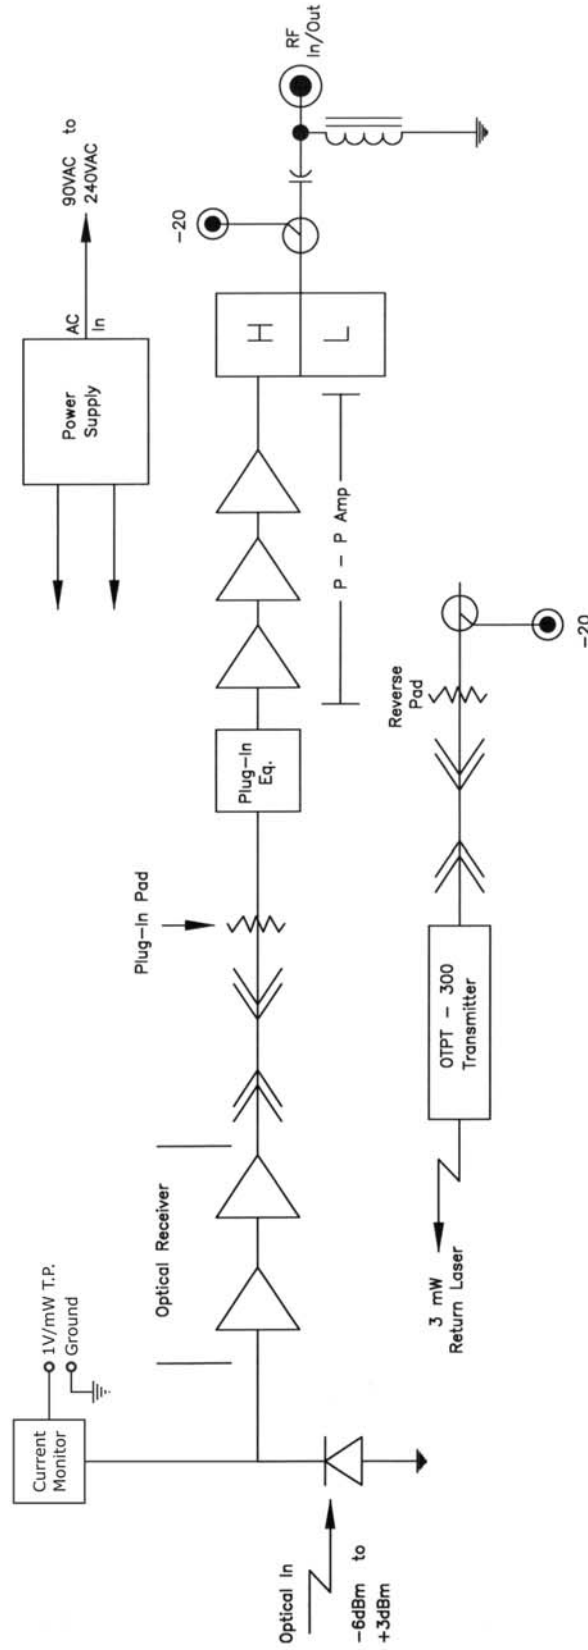 Current
Monitor
1V/mW T.P.
Ground
Optical In
-6dBm to
+3dBm
Optical Receiver
Plug-In Pad
Plug-In
Eq.
P - P Amp
H
L
-20
RF
In/Out
Power
Supply
AC
In
90VAC to
240VAC
3 mW
Return Laser
OTPT - 300
Transmitter
Reverse
Pad
-20